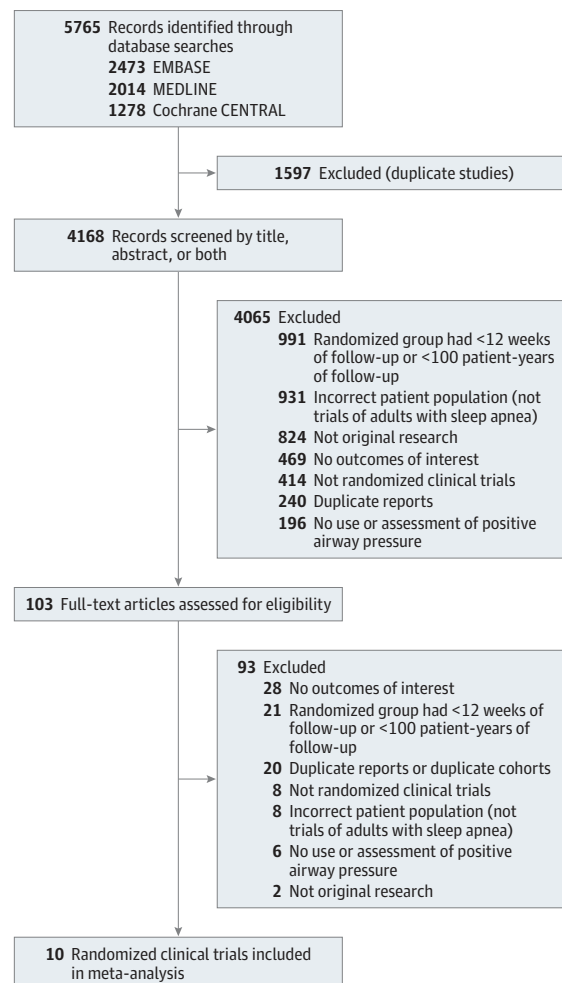 5765 Records identified through
database searches
2473 EMBASE
2014 MEDLINE
1278 Cochrane CENTRAL
1597 Excluded (duplicate studies)
4168 Records screened by title,
abstract, or both
4065 Excluded
991 Randomized group had <12 weeks
of follow-up or <100 patient-years
of follow-up
931 Incorrect patient population (not
trials of adults with sleep apnea)
824 Not original research
469 No outcomes of interest
414 Not randomized clinical trials
240 Duplicate reports
196 No use or assessment of positive
airway pressure
103 Full-text articles assessed for eligibility
93 Excluded
28 No outcomes of interest
21 Randomized group had <12 weeks of
follow-up or <100 patient-years of
follow-up
20 Duplicate reports or duplicate cohorts
8 Not randomized clinical trials
8 Incorrect patient population (not
trials of adults with sleep apnea)
6 No use or assessment of positive
airway pressure
2 Not original research
10 Randomized clinical trials included
in meta-analysis